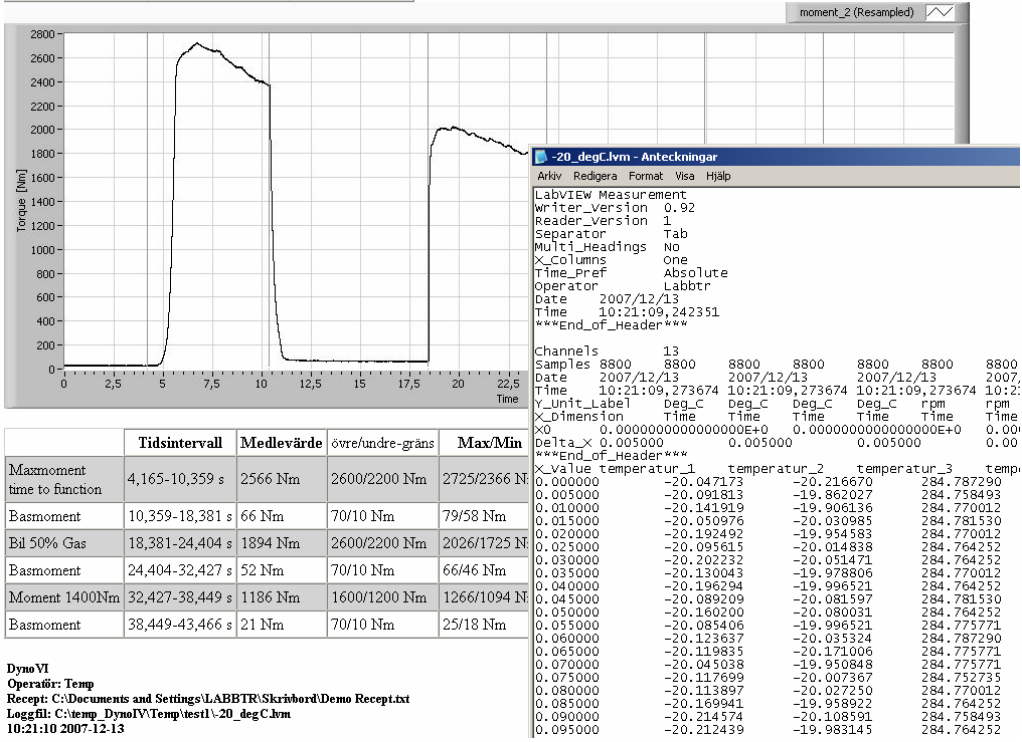 moment_2 (Resampled)
2800
2600
2400
2200
2000
1800
1600
1400
1200
1000
800
600
400
200
0
Torque [Nm]
0 2,5 5 7,5 10 12,5 15 17,5 20 22,5
Time
Tidsintervall Medlevärde övre/undre-gräns Max/Min
Maxmoment
time to function 4,165-10,359 s 2566 Nm 2600/2200 Nm 2725/2366 N
Basmoment 10,359-18,381 s 66 Nm 70/10 Nm 79/58 Nm
Bil 50% Gas 18,381-24,404 s 1894 Nm 2600/2200 Nm 2026/1725 N
Basmoment 24,404-32,427 s 52 Nm 70/10 Nm 66/46 Nm
Moment 1400Nm 32,427-38,449 s 1186 Nm 1600/1200 Nm 1266/1094 N
Basmoment 38,449-43,466 s 21 Nm 70/10 Nm 25/18 Nm
DynoVI
Operatör: Temp
Recept: C:\Documents and Settings\LABBTR\Skrivbord\Demo Recept.txt
Loggfil: C:\temp_DynoIV\Temp\test1\-20_degC.lvm
10:21:10 2007-12-13
-20_degC.lvm - Anteckningar
Arkiv Redigera Format Visa Hjälp
LabVIEW Measurement
Writer_Version 0.92
Reader_Version 1
Separator Tab
Multi_Headings No
X_Columns One
Time_Pref Absolute
Operator Labbtr
Date 2007/12/13
Time 10:21:09,242351
***End_of_Header***
Channels 13
Samples 8800 8800 8800 8800 8800 8800 8800
Date 2007/12/13 2007/12/13 2007/12/13 2007/
Time 10:21:09,273674 10:21:09,273674 10:21:09,273674 10:21
Y_Unit_Label Deg_C Deg_C Deg_C Deg_C rpm rpm
X_Dimension Time Time Time Time Time Time
X0 0.0000000000000000E+0 0.0000000000000000E+0 0.00
Delta_X 0.005000 0.005000 0.005000 0.00
***End_of_Header***
X_Value temperatur_1 temperatur_2 temperatur_3 tempe
0.000000 -20.047173 -20.216670 284.787290
0.005000 -20.091813 -19.862027 284.758493
0.010000 -20.141919 -19.906136 284.770012
0.015000 -20.050976 -20.030985 284.781530
0.020000 -20.192492 -19.954583 284.770012
0.025000 -20.095615 -20.014838 284.764252
0.030000 -20.202232 -20.051471 284.764252
0.035000 -20.130043 -19.978806 284.770012
0.040000 -20.196294 -19.996521 284.764252
0.045000 -20.089209 -20.081597 284.781530
0.050000 -20.160200 -20.080031 284.764252
0.055000 -20.085406 -19.996521 284.775771
0.060000 -20.123637 -20.035324 284.787290
0.065000 -20.119835 -20.171006 284.775771
0.070000 -20.045038 -19.950848 284.775771
0.075000 -20.117699 -20.007367 284.752735
0.080000 -20.113897 -20.027250 284.770012
0.085000 -20.169941 -19.958922 284.764252
0.090000 -20.214574 -20.108591 284.758493
0.095000 -20.212439 -19.983145 284.764252